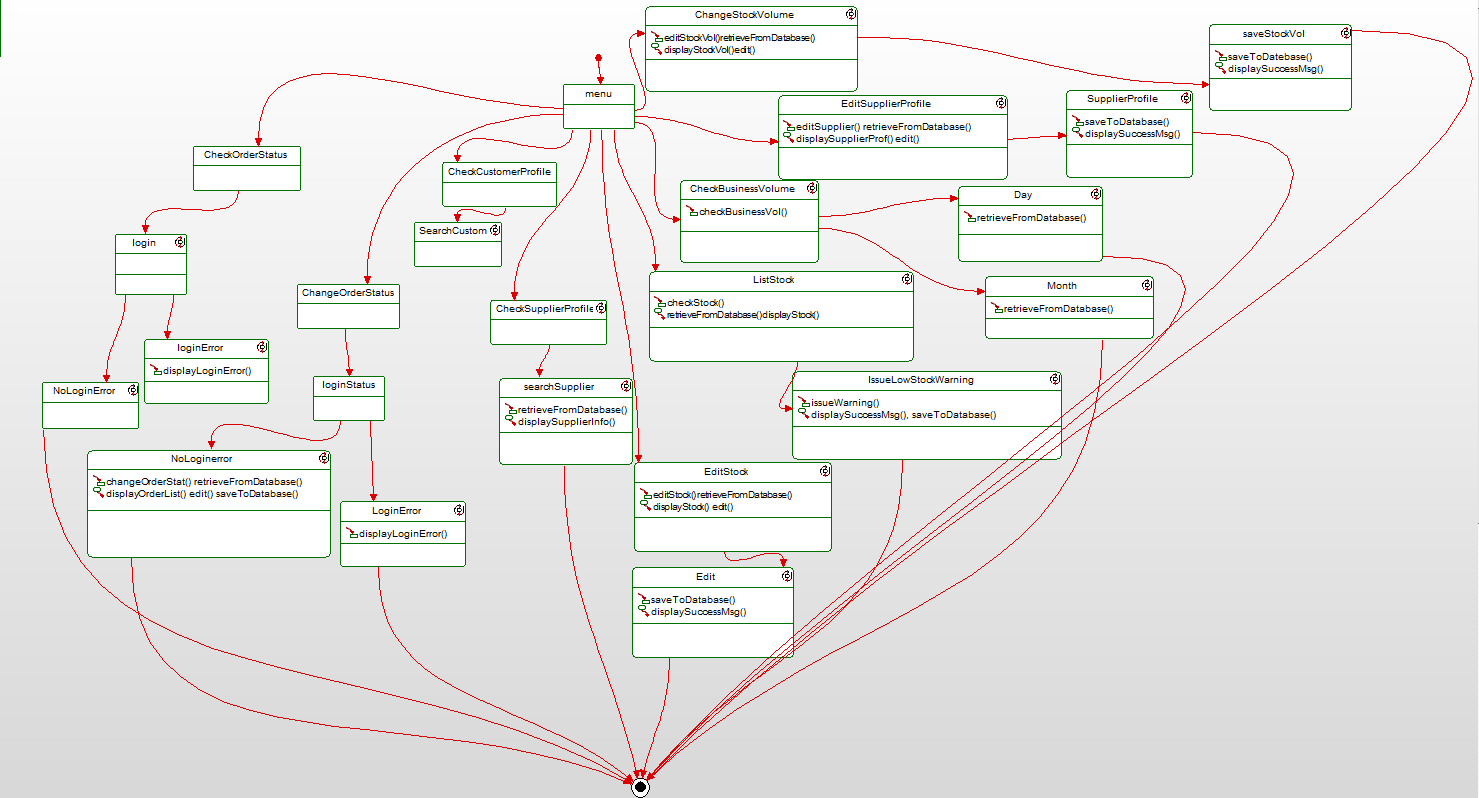 ChangeStockVolume
editStockVol()retrieveFromDatabase()
displayStockVol()edit()
saveStockVol
saveToDatebase()
displaySuccessMsg()
menu
EditSupplierProfile
editSupplier() retrieveFromDatabase()
displaySupplierProf() edit()
SupplierProfile
saveToDatabase()
displaySuccessMsg()
CheckOrderStatus
CheckCustomerProfile
CheckBusinessVolume
checkBusinessVol()
Day
retrieveFromDatabase()
login
SearchCustom
ListStock
checkStock()
retrieveFromDatabase()displayStock()
Month
retrieveFromDatabase()
ChangeOrderStatus
CheckSupplierProfile
loginError
displayLoginError()
NoLoginError
loginStatus
searchSupplier
retrieveFromDatabase()
displaySupplierInfo()
IssueLowStockWarning
issueWarning()
displaySuccessMsg(), saveToDatabase()
NoLoginerror
changeOrderStat() retrieveFromDatabase()
displayOrderList() edit() saveToDatabase()
EditStock
editStock()retrieveFromDatabase()
displayStock() edit()
LoginError
displayLoginError()
Edit
saveToDatabase()
displaySuccessMsg()